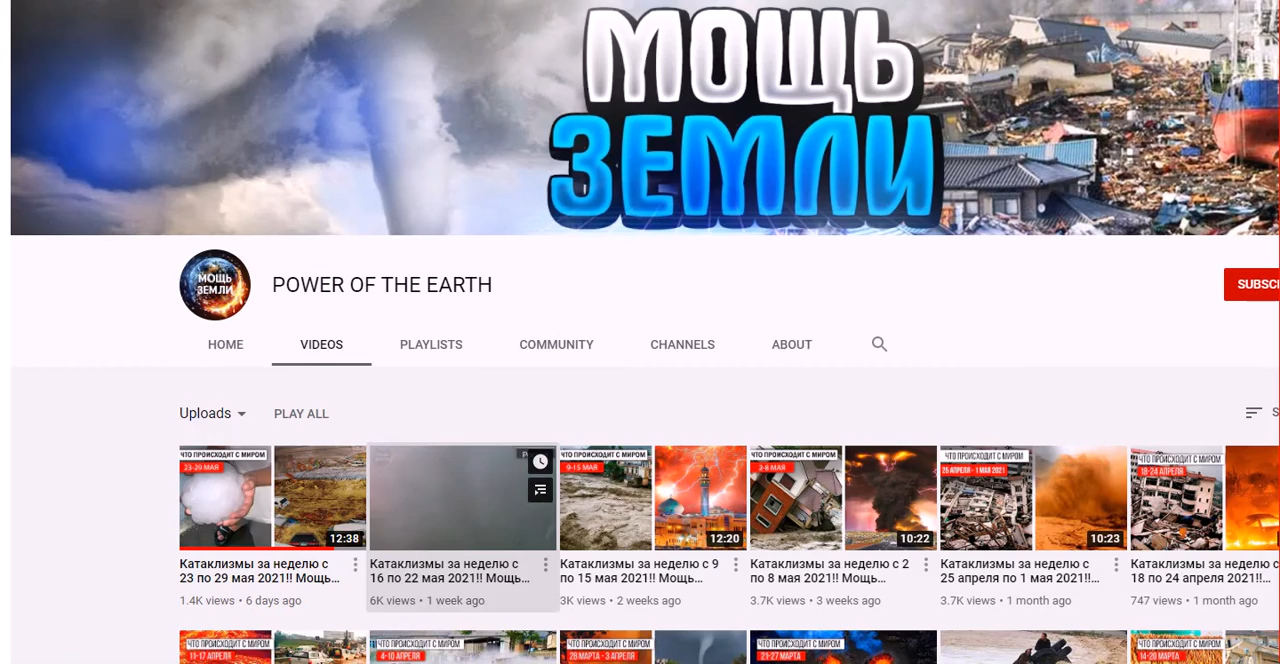 МОЩЬ
ЗЕМЛИ
МОЩЬ
ЗЕМЛИ
POWER OF THE EARTH
HOME
VIDEOS
PLAYLISTS
COMMUNITY
CHANNELS
ABOUT
Uploads
PLAY ALL
ЧТО ПРОИСХОДИТ С МИРОМ
23-29 МАЯ
12:38
ЧТО ПРОИСХОДИТ С МИРОМ
9-15 МАЯ
12:20
ЧТО ПРОИСХОДИТ С МИРОМ
2-8 МАЯ
10:22
ЧТО ПРОИСХОДИТ С МИРОМ
25 АПРЕЛЯ - 1 МАЯ 2021
10:23
ЧТО ПРОИСХОДИТ С МИРОМ
18-24 АПРЕЛЯ
Катаклизмы за неделю с
23 по 29 мая 2021!! Мощь...
1.4K views • 6 days ago
Катаклизмы за неделю с
16 по 22 мая 2021!! Мощь...
6K views • 1 week ago
Катаклизмы за неделю с 9
по 15 мая 2021!! Мощь...
3K views • 2 weeks ago
Катаклизмы за неделю с 2
по 8 мая 2021!! Мощь...
3.7K views • 3 weeks ago
Катаклизмы за неделю с
25 апреля по 1 мая 2021!!...
3.7K views • 1 month ago
Катаклизмы за неделю с
18 по 24 апреля 2021!!...
747 views • 1 month ago
ЧТО ПРОИСХОДИТ С МИРОМ
11-17 АПРЕЛЯ
ЧТО ПРОИСХОДИТ С МИРОМ
4-10 АПРЕЛЯ
ЧТО ПРОИСХОДИТ С МИРОМ
28 МАРТА - 3 АПРЕЛЯ
ЧТО ПРОИСХОДИТ С МИРОМ
21-27 МАРТА
ЧТО ПРОИСХОДИТ С МИРОМ
14-20 МАРТА